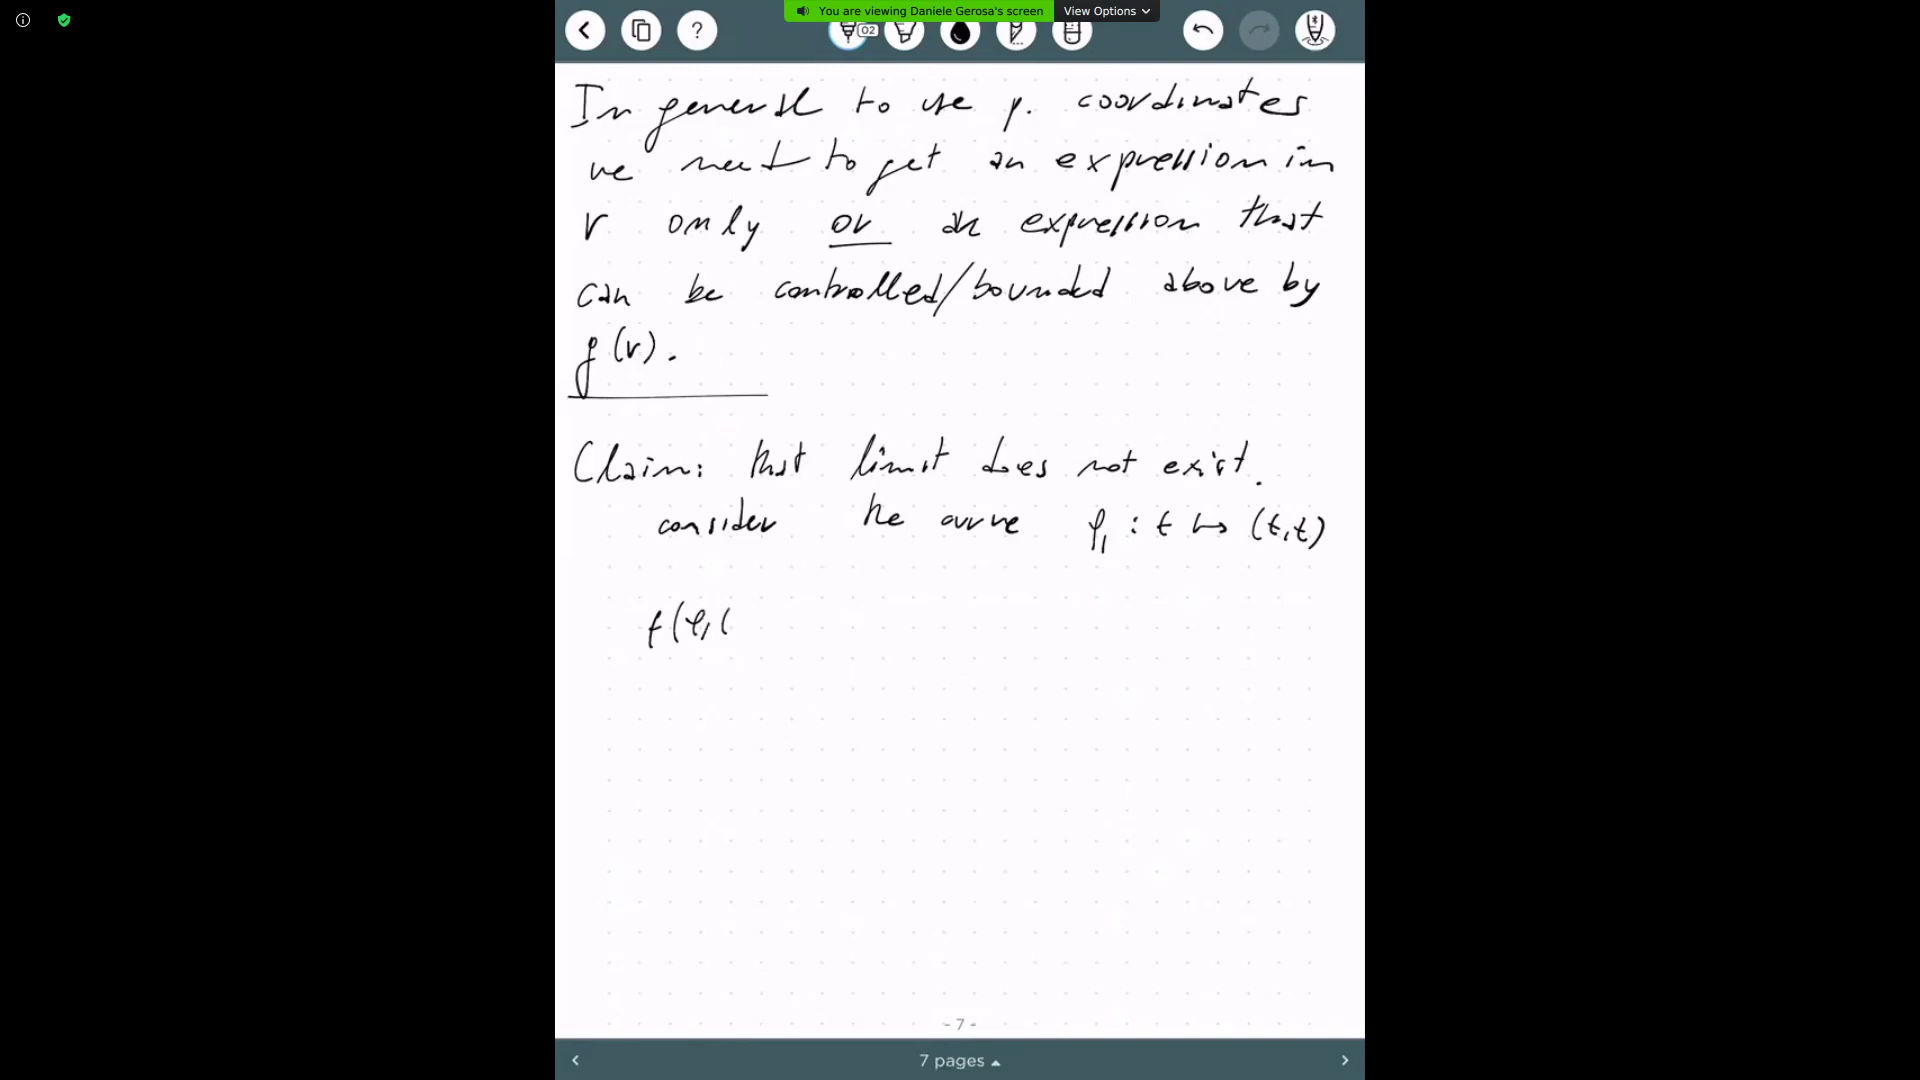 You are viewing Daniele Gerosa's screen View Options
? 02
In general to use p. coordinates
we need to get an expression in
r only or an expression that
can be controlled/bounded above by
g(r).
Claim: that limit does not exist.
consider the curve φ₁ : t ↦ (t,t)
f(φ₁(
- 7 -
7 pages